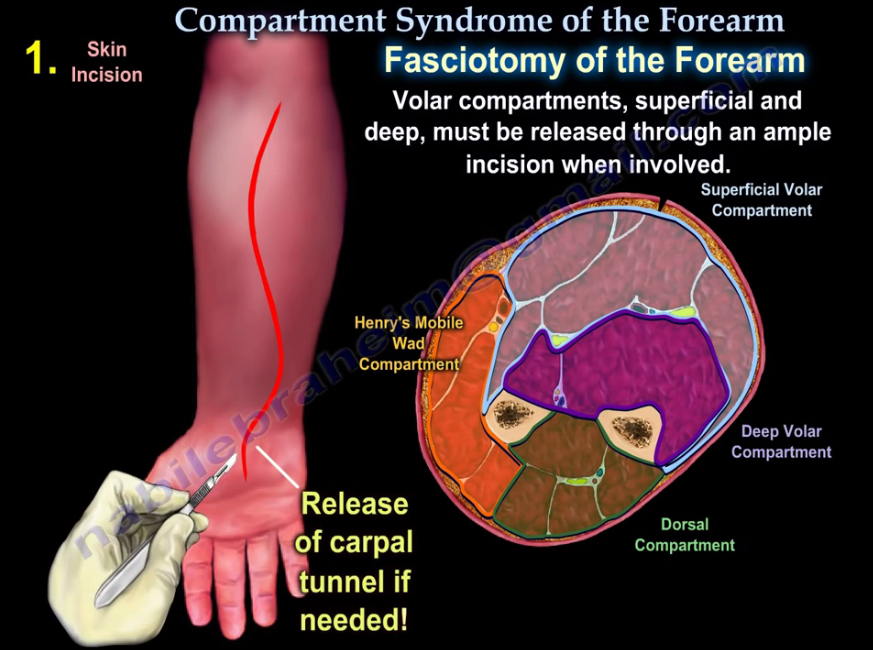 Compartment Syndrome of the Forearm
1. Skin
Incision
Fasciotomy of the Forearm
Volar compartments, superficial and
deep, must be released through an ample
incision when involved.
Superficial Volar
Compartment
Henry's Mobile
Wad
Compartment
Deep Volar
Compartment
Dorsal
Compartment
Release
of carpal
tunnel if
needed!
nabilebraheim@gmail.com